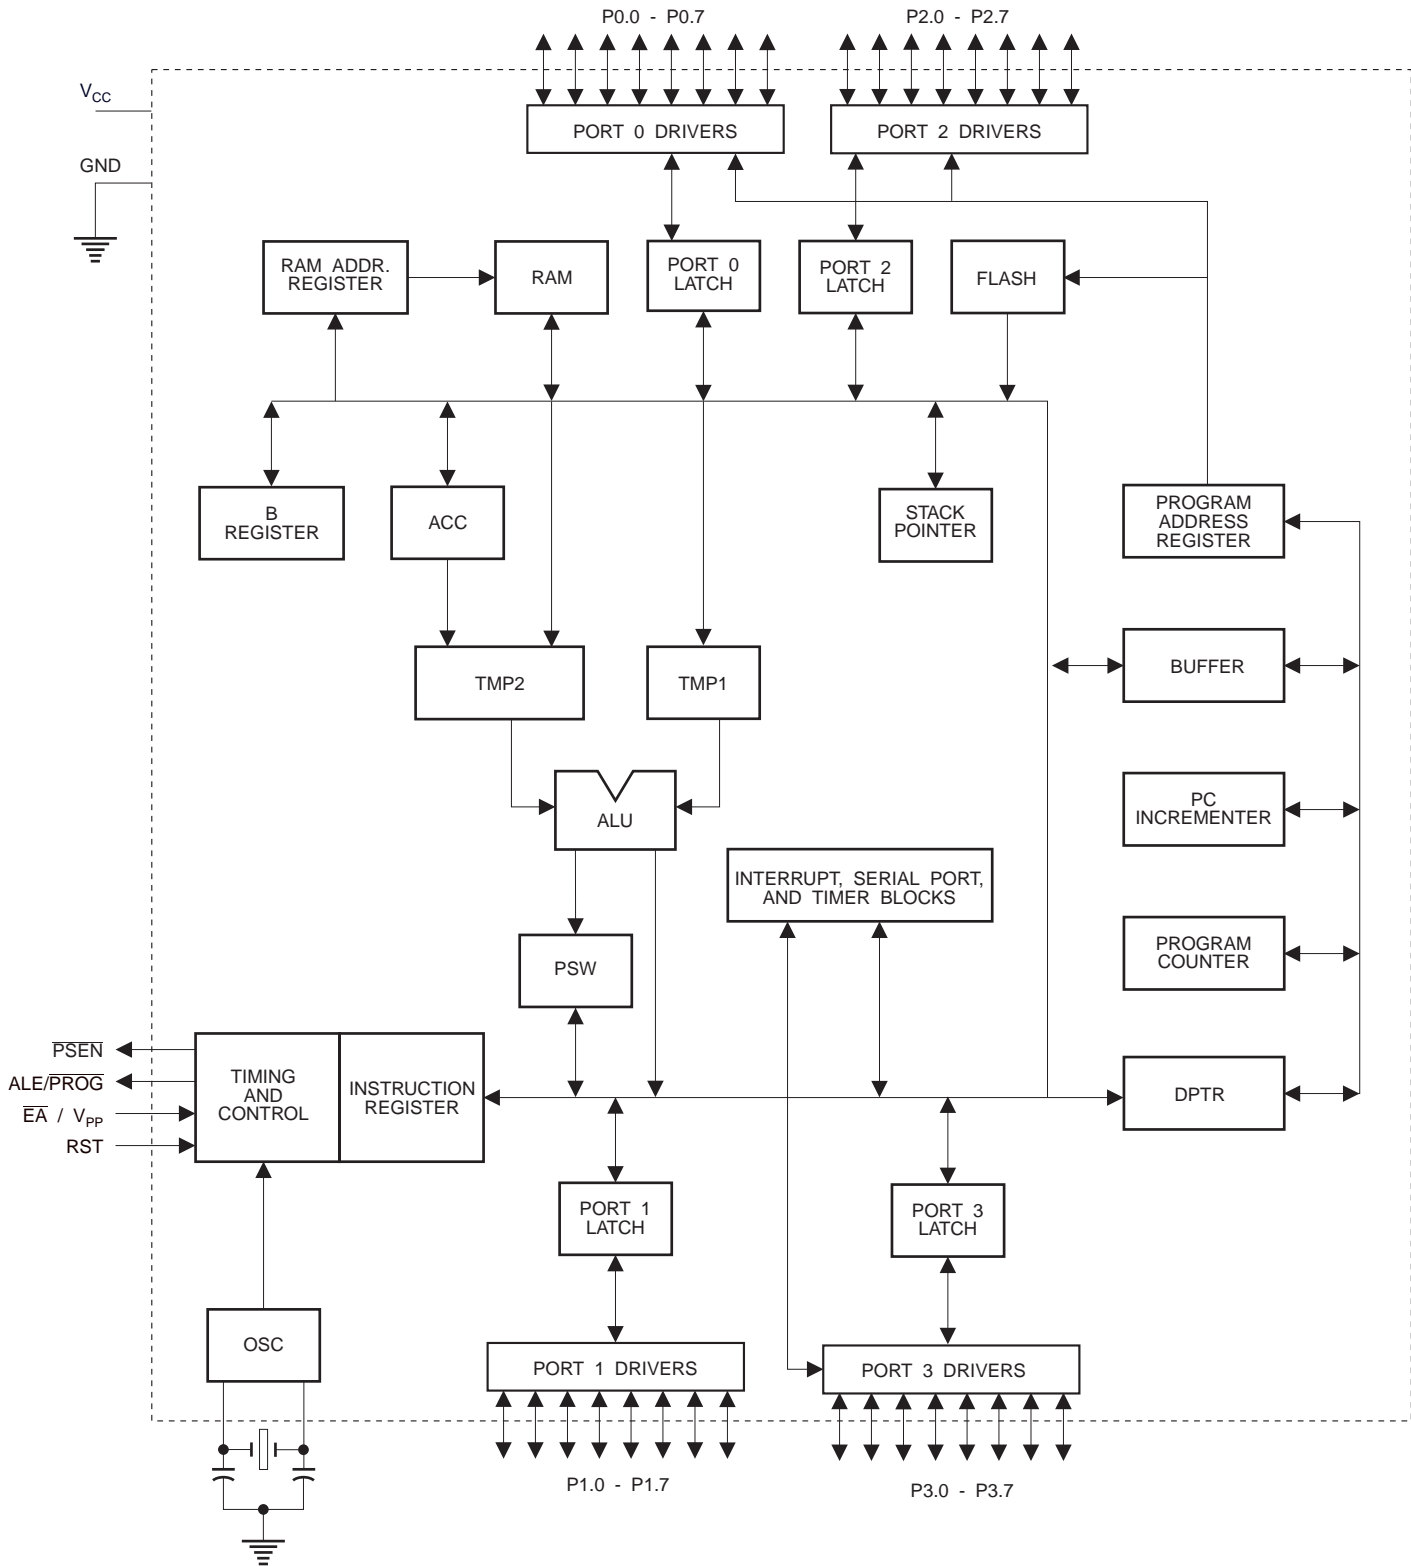 P0.0 - P0.7
P2.0 - P2.7
VCC
GND
PORT 0 DRIVERS
PORT 2 DRIVERS
RAM ADDR.
REGISTER
RAM
PORT 0
LATCH
PORT 2
LATCH
FLASH
B
REGISTER
ACC
STACK
POINTER
PROGRAM
ADDRESS
REGISTER
TMP2
TMP1
BUFFER
ALU
PC
INCREMENTER
INTERRUPT, SERIAL PORT,
AND TIMER BLOCKS
PSW
PROGRAM
COUNTER
PSEN
ALE/PROG
EA / VPP
RST
TIMING
AND
CONTROL
INSTRUCTION
REGISTER
DPTR
PORT 1
LATCH
PORT 3
LATCH
OSC
PORT 1 DRIVERS
PORT 3 DRIVERS
P1.0 - P1.7
P3.0 - P3.7